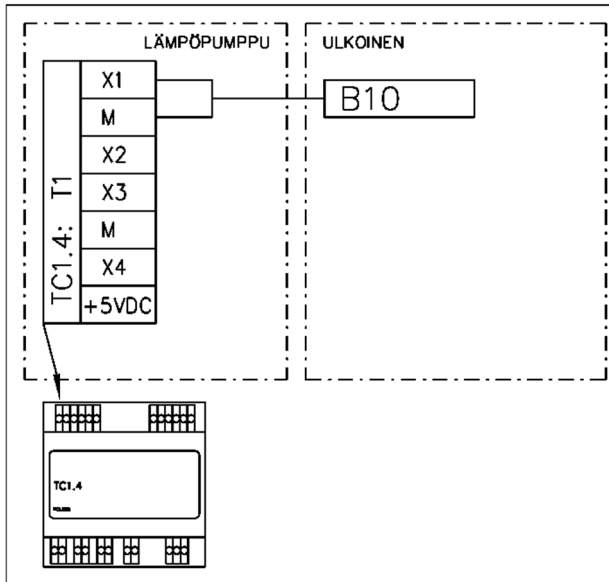 LÄMPÖPUMPPU
ULKOINEN
X1
M
X2
X3
M
X4
+5VDC
TC1.4: T1
B10
TC1.4